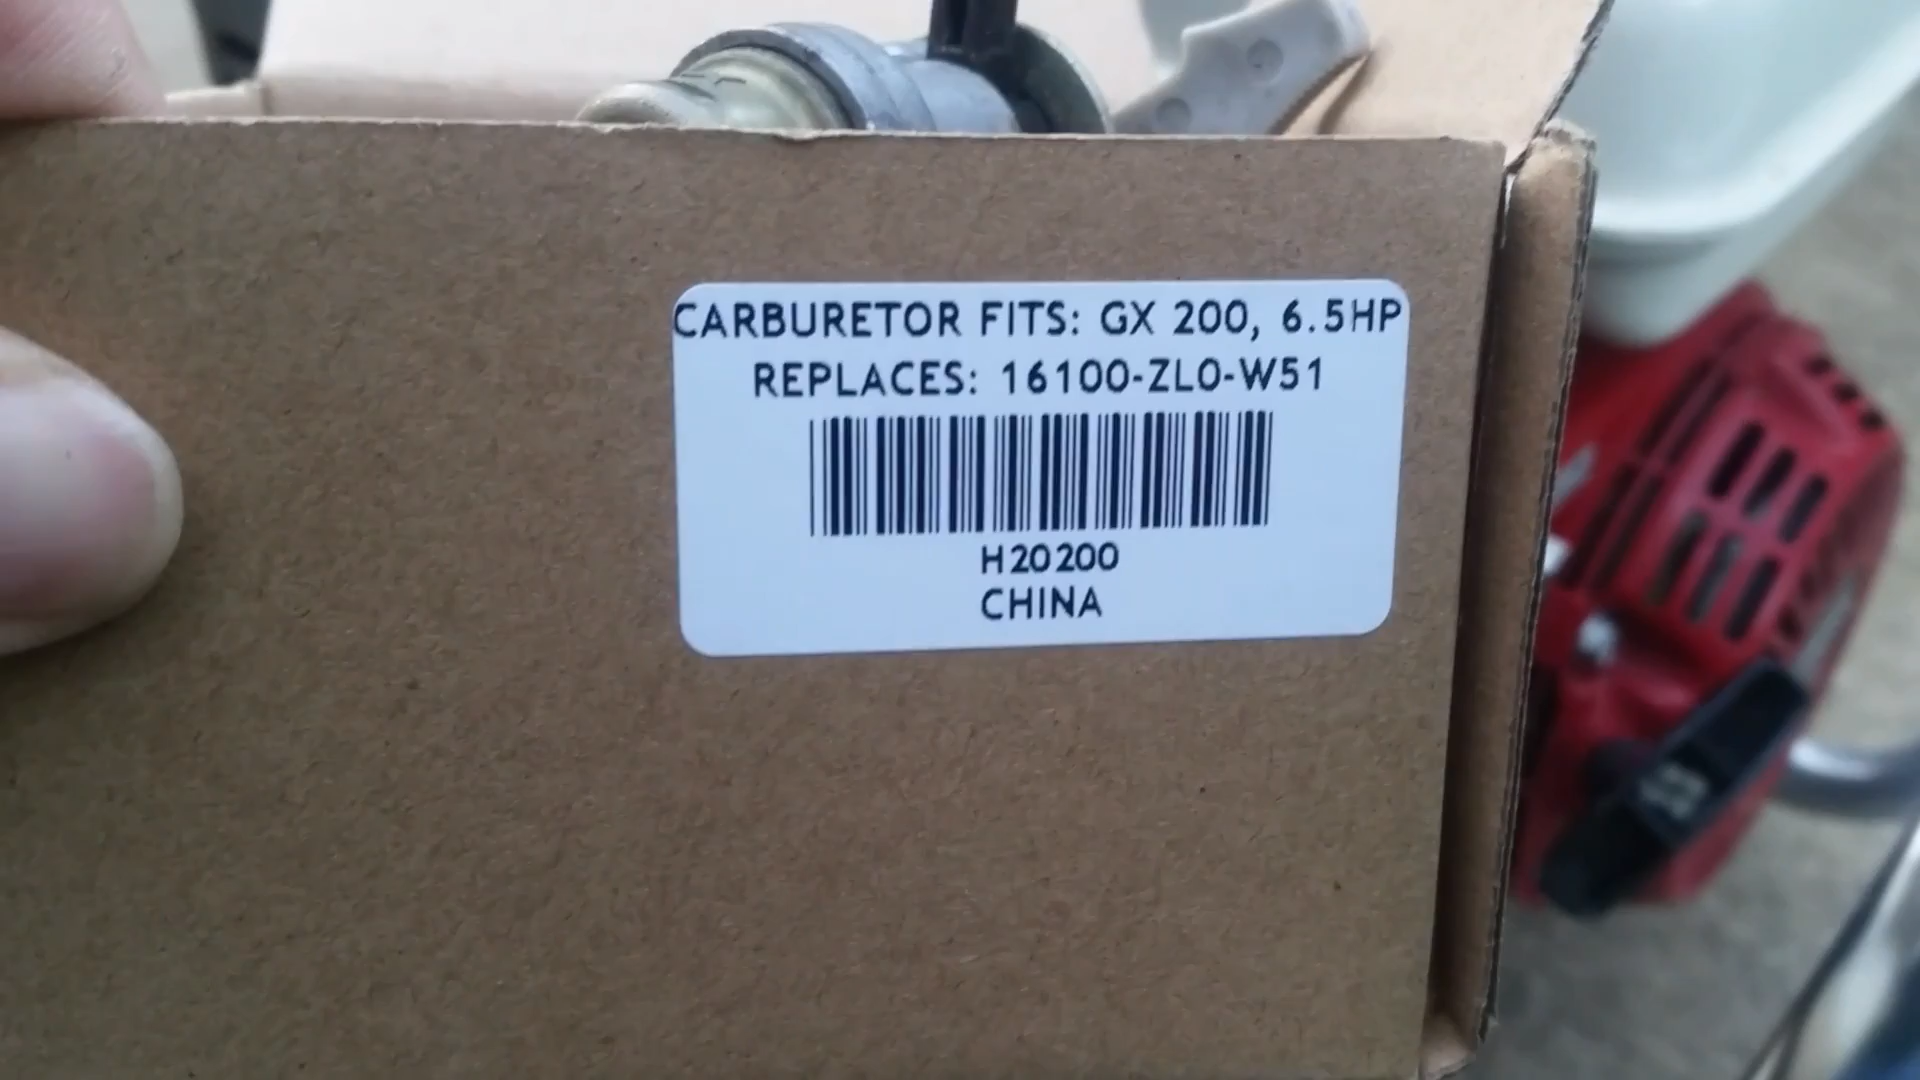 CARBURETOR FITS: GX 200, 6.5HP
REPLACES: 16100-ZL0-W51
H20200
CHINA